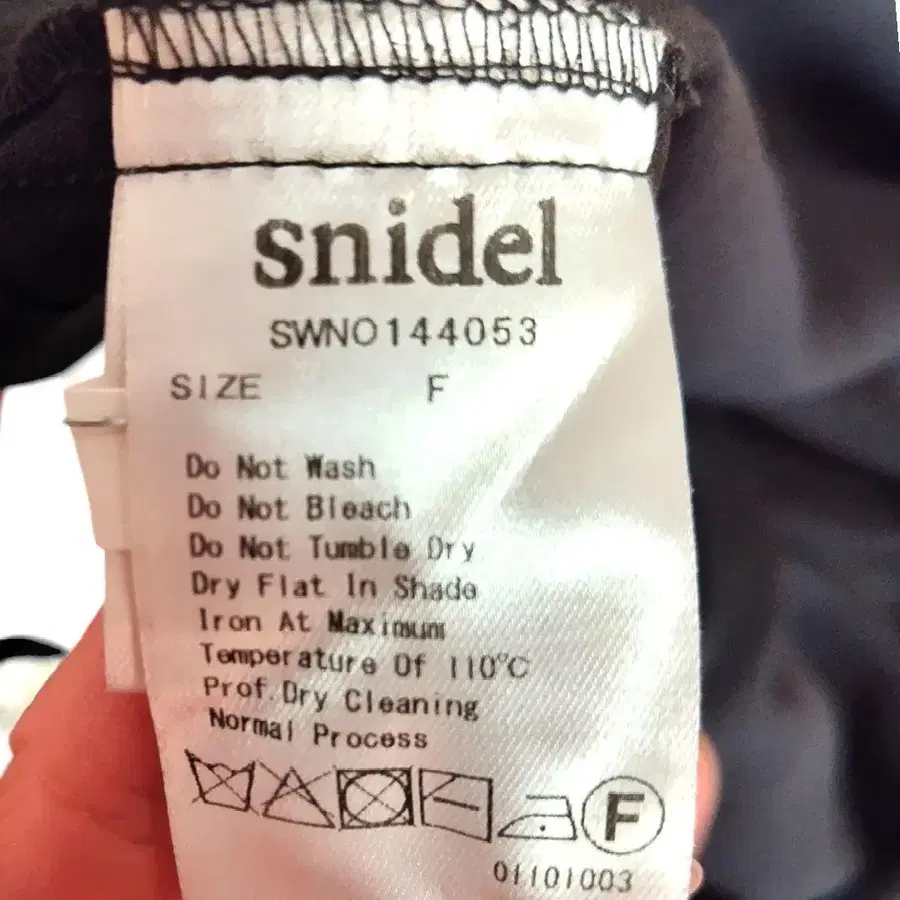 snidel
SWNO144053
SIZE F
Do Not Wash
Do Not Bleach
Do Not Tumble Dry
Dry Flat In Shade
Iron At Maximum
Temperature Of 110℃
Prof.Dry Cleaning
Normal Process
F
01101003